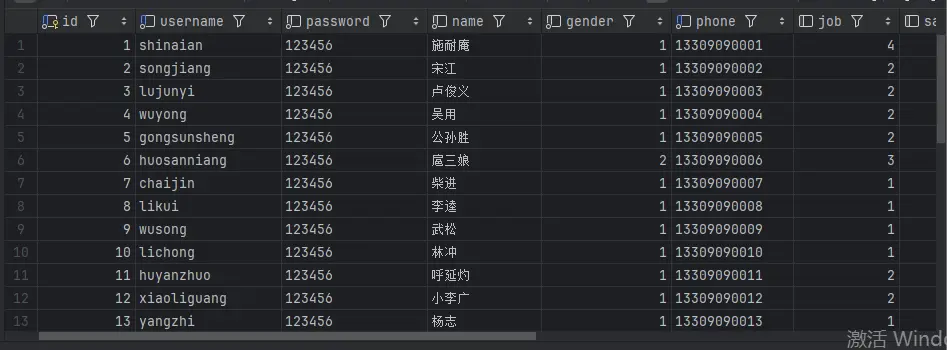 id username password name gender phone job sa
1 1 shinaian 123456 施耐庵 1 13309090001 4
2 2 songjiang 123456 宋江 1 13309090002 2
3 3 lujunyi 123456 卢俊义 1 13309090003 2
4 4 wuyong 123456 吴用 1 13309090004 2
5 5 gongsunsheng 123456 公孙胜 1 13309090005 2
6 6 huosanniang 123456 扈三娘 2 13309090006 3
7 7 chaijin 123456 柴进 1 13309090007 1
8 8 likui 123456 李逵 1 13309090008 1
9 9 wusong 123456 武松 1 13309090009 1
10 10 lichong 123456 林冲 1 13309090010 1
11 11 huyanzhuo 123456 呼延灼 1 13309090011 2
12 12 xiaoliguang 123456 小李广 1 13309090012 2
13 13 yangzhi 123456 杨志 1 13309090013 1
激活 Windo